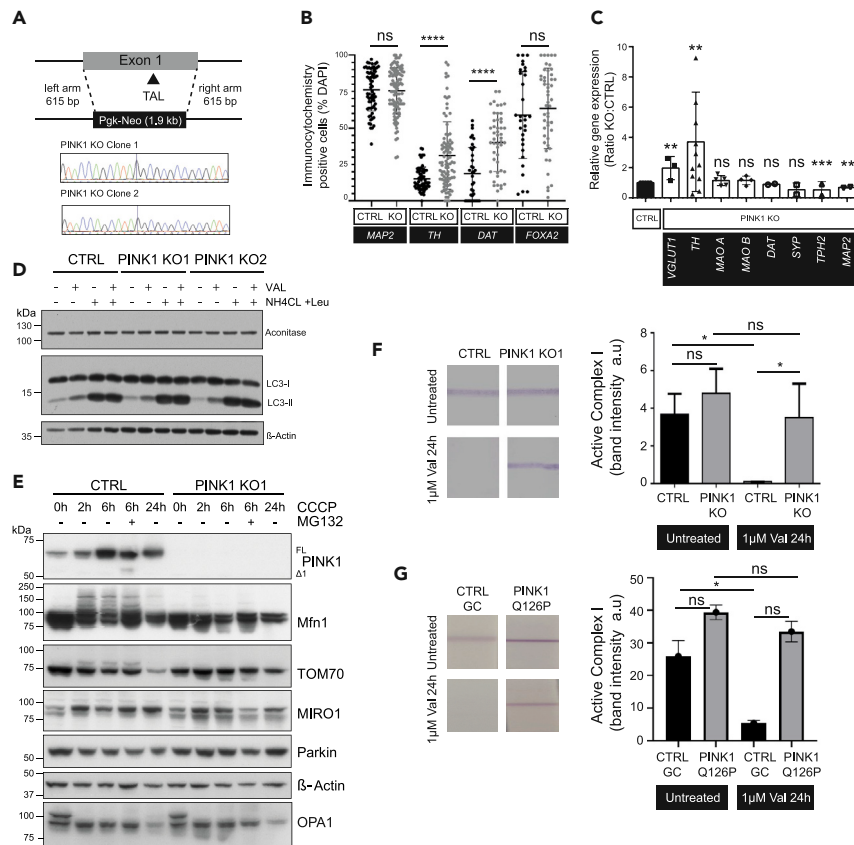 A
Exon 1
left arm
615 bp
TAL
right arm
615 bp
Pgk-Neo (1,9 kb)
PINK1 KO Clone 1
PINK1 KO Clone 2
B
Immunocytochemistry
positive cells (% DAPI)
100
75
50
25
0
ns
****
****
ns
CTRL KO CTRL KO CTRL KO CTRL KO
MAP2 TH DAT FOXA2
C
Relative gene expression
(Ratio KO:CTRL)
10
8
6
4
2
0
** ** ns ns ns ns *** **
CTRL PINK1 KO
VGLUT1 TH MAO A MAO B DAT SYP TPH2 MAP2
D
CTRL PINK1 KO1 PINK1 KO2
- + - + - + - + - + - + VAL
- - + + - - + + - - + + NH4CL +Leu
kDa
130
100
Aconitase
LC3-I
15
LC3-II
35
ß-Actin
E
CTRL PINK1 KO1
0h 2h 6h 6h 24h 0h 2h 6h 6h 24h CCCP
- - - + - - - - + - MG132
kDa
75
50
FL
PINK1
Δ1
250
150
100
75
Mfn1
75
50
TOM70
100
75
MIRO1
50
Parkin
50
ß-Actin
100
75
OPA1
F
CTRL PINK1 KO1
Untreated
1µM Val 24h
Active Complex I
(band intensity a.u)
8
6
4
2
0
ns
*
ns
*
CTRL PINK1 KO CTRL PINK1 KO
Untreated 1µM Val 24h
G
CTRL GC
PINK1 Q126P
Untreated
1µM Val 24h
Active Complex I
(band intensity a.u)
50
40
30
20
10
0
ns
*
ns
ns
CTRL GC PINK1 Q126P CTRL GC PINK1 Q126P
Untreated 1µM Val 24h